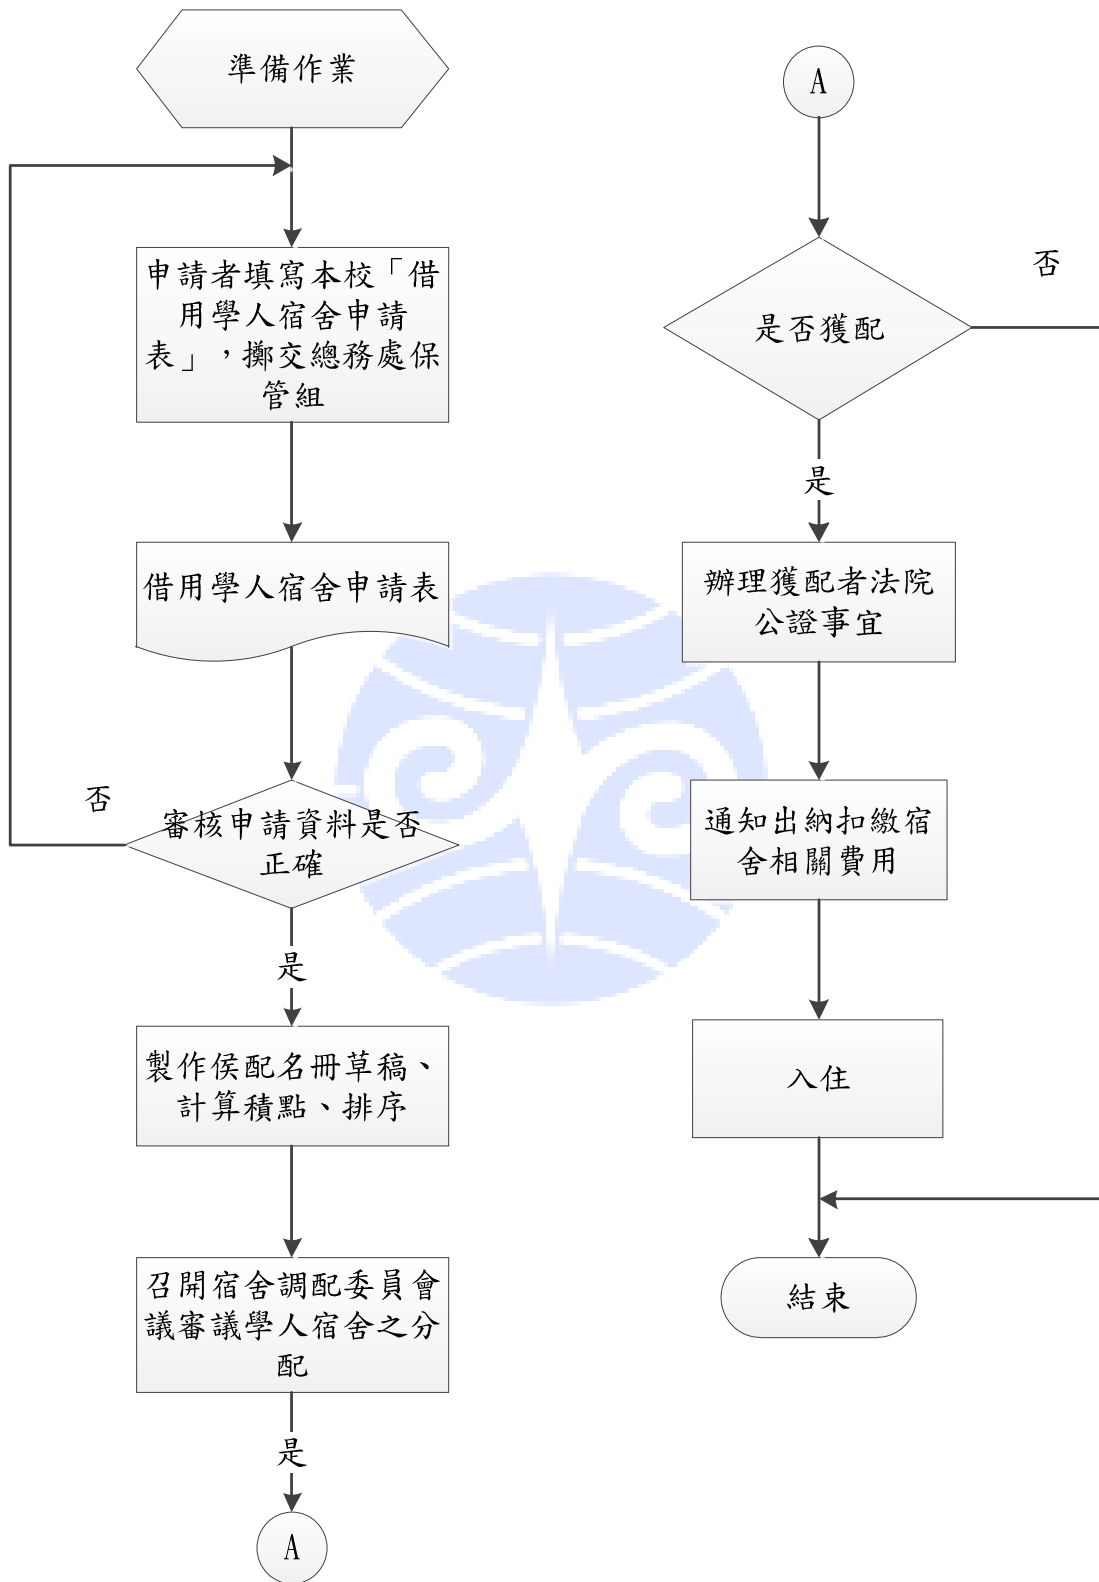 準備作業
申請者填寫本校「借
用學人宿舍申請
表」，擲交總務處保
管組
借用學人宿舍申請表
否
審核申請資料是否
正確
是
製作侯配名冊草稿、
計算積點、排序
召開宿舍調配委員會
議審議學人宿舍之分
配
是
A
A
否
是否獲配
是
辦理獲配者法院
公證事宜
通知出納扣繳宿
舍相關費用
入住
結束